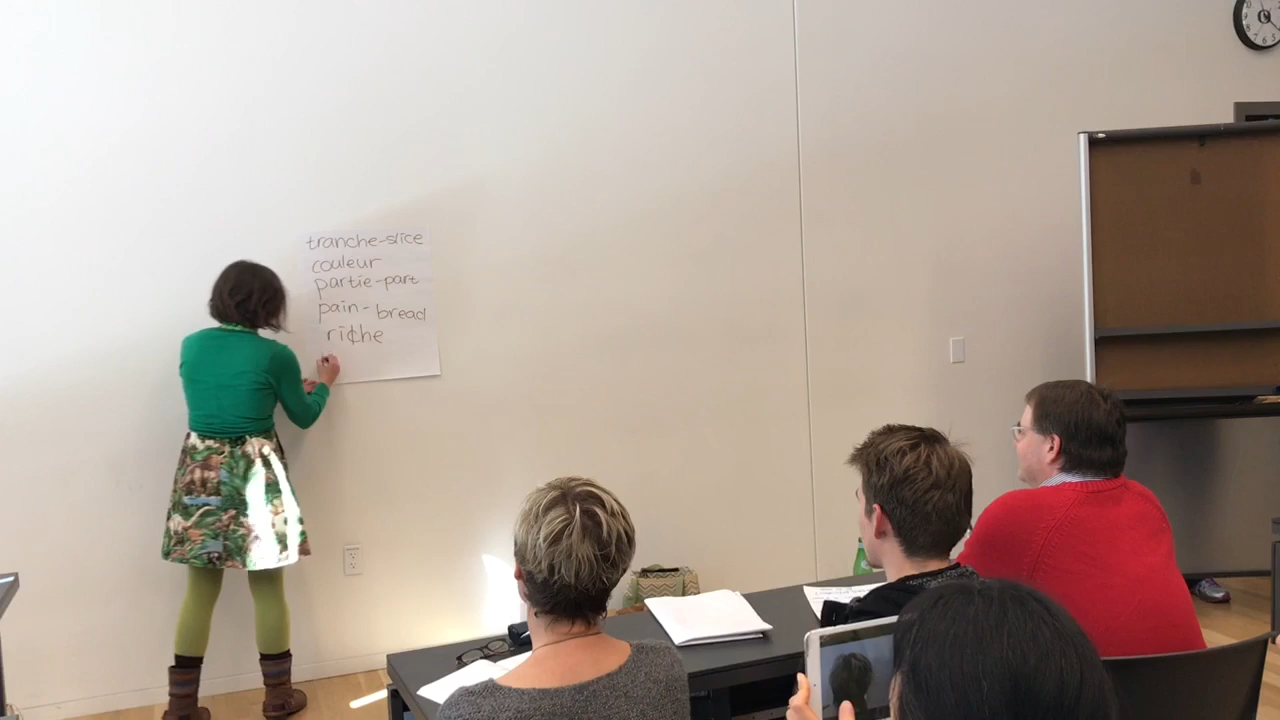 tranche-slice
couleur
partie-part
pain-bread
riche